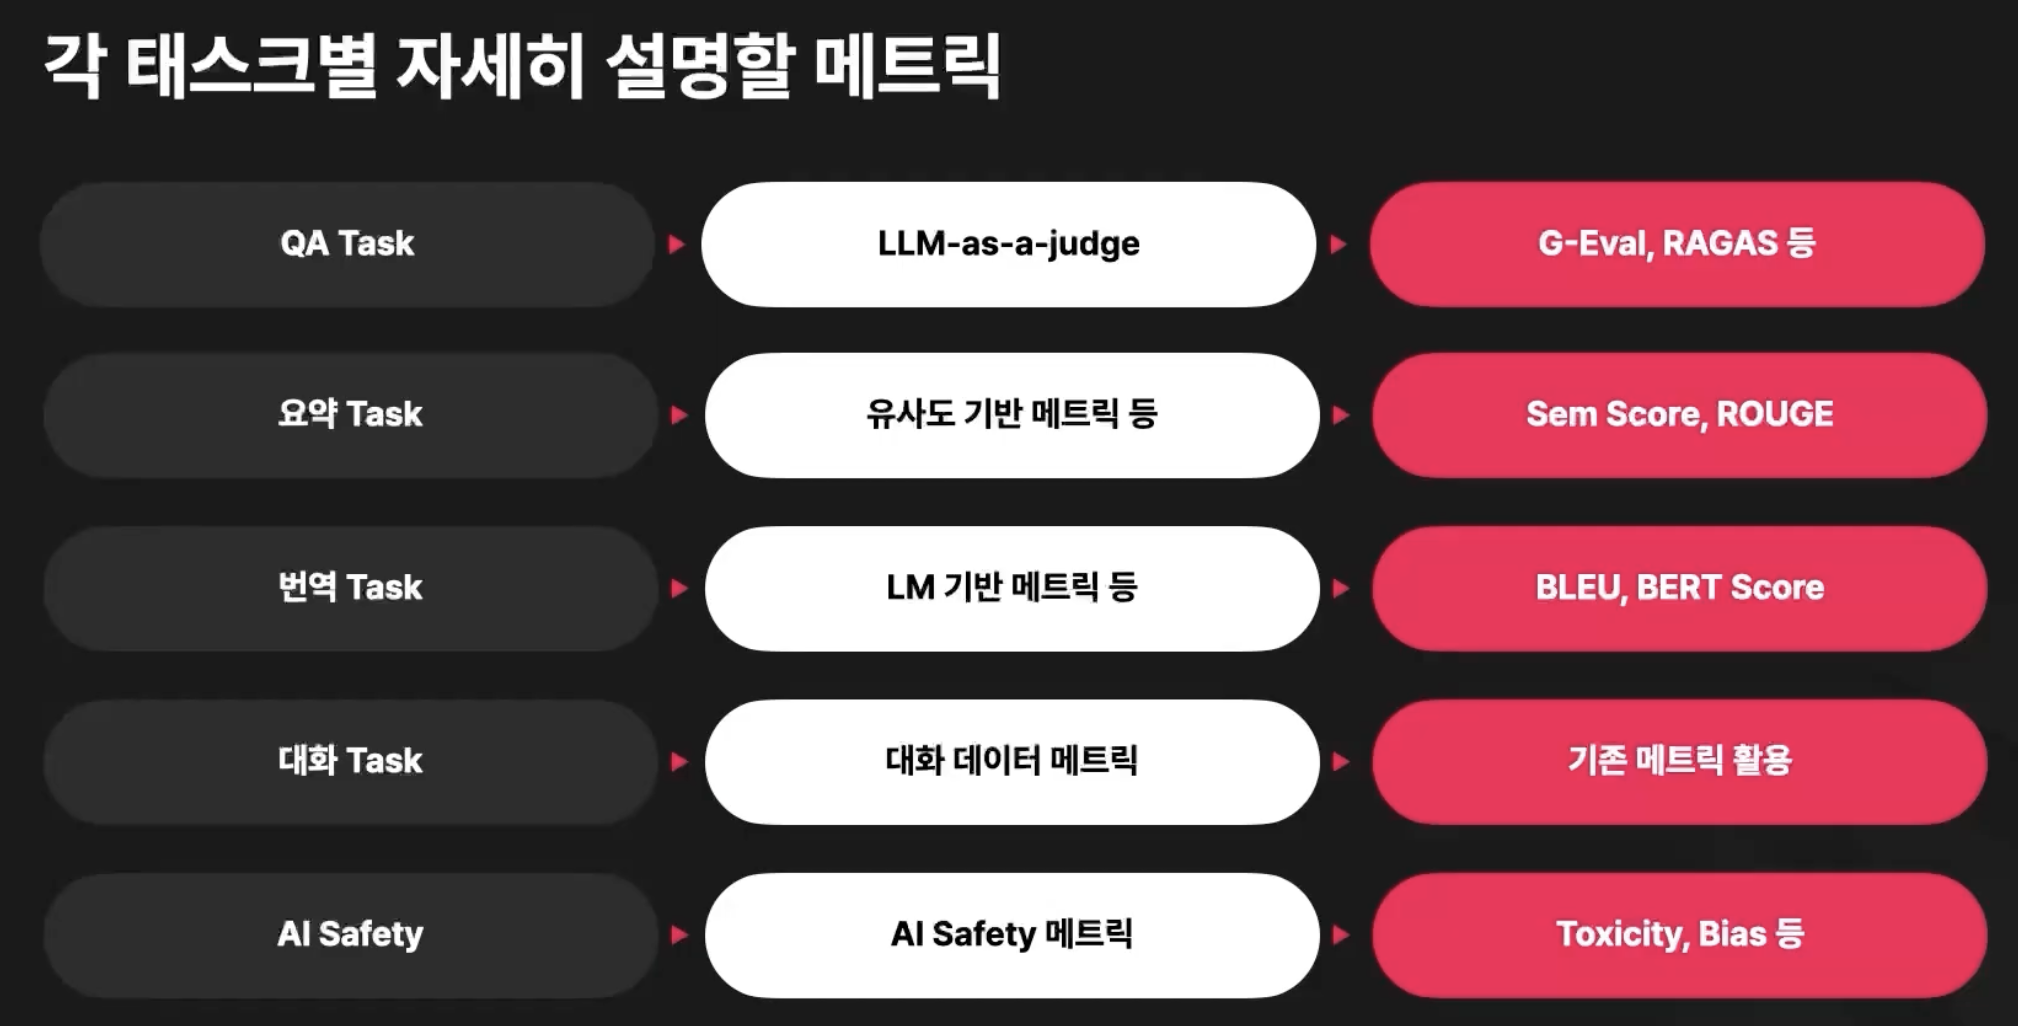 각 태스크별 자세히 설명할 메트릭
QA Task
LLM-as-a-judge
G-Eval, RAGAS 등
요약 Task
유사도 기반 메트릭 등
Sem Score, ROUGE
번역 Task
LM 기반 메트릭 등
BLEU, BERT Score
대화 Task
대화 데이터 메트릭
기존 메트릭 활용
AI Safety
AI Safety 메트릭
Toxicity, Bias 등